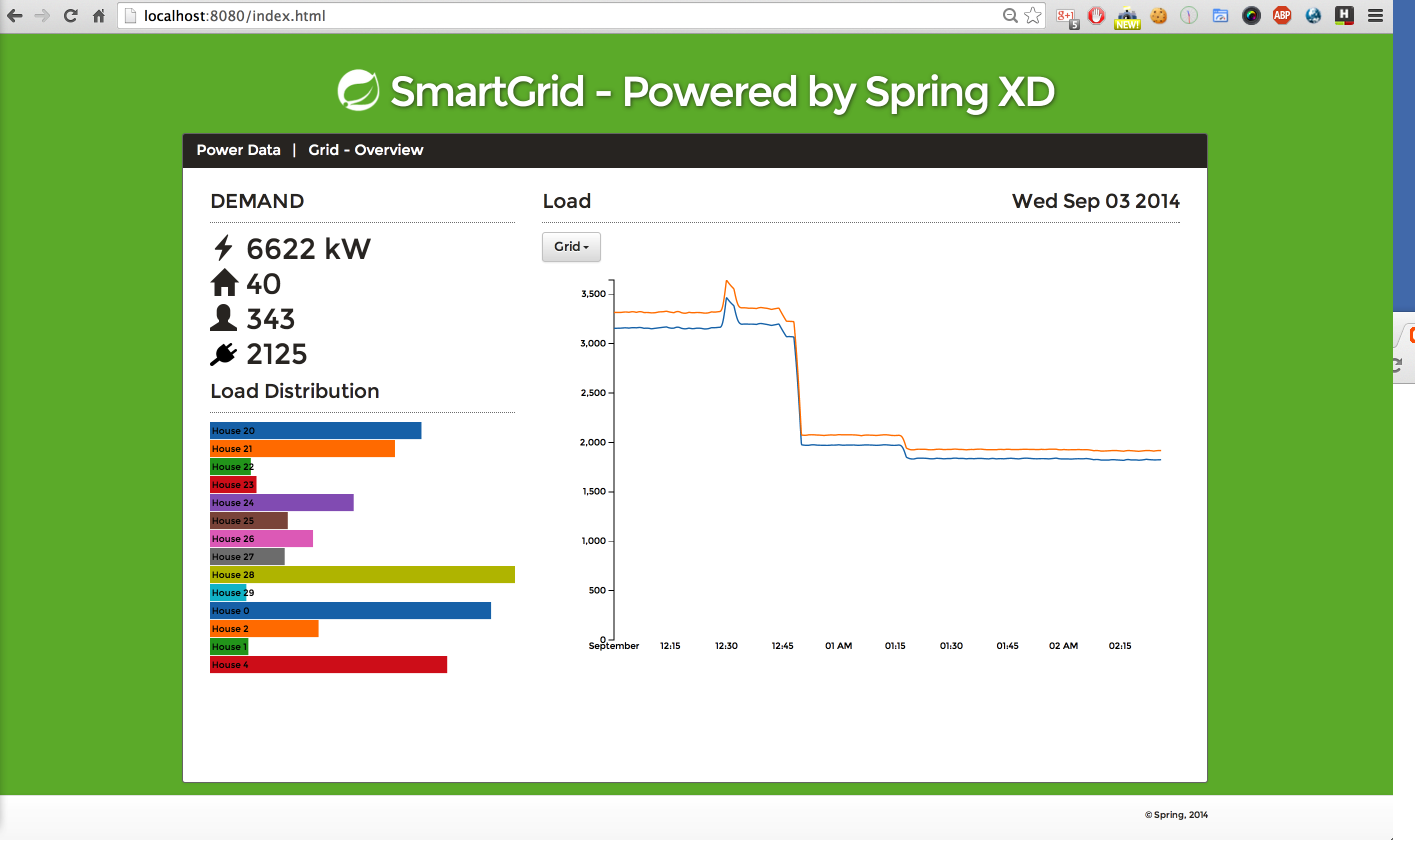 localhost:8080/index.html
g+1
5
NEW!
ABP
H
SmartGrid - Powered by Spring XD
Power Data | Grid - Overview
DEMAND
6622 kW
40
343
2125
Load Distribution
House 20
House 21
House 22
House 23
House 24
House 25
House 26
House 27
House 28
House 29
House 0
House 2
House 1
House 4
Load
Wed Sep 03 2014
Grid
3,500
3,000
2,500
2,000
1,500
1,000
500
0
September 12:15 12:30 12:45 01 AM 01:15 01:30 01:45 02 AM 02:15
© Spring, 2014